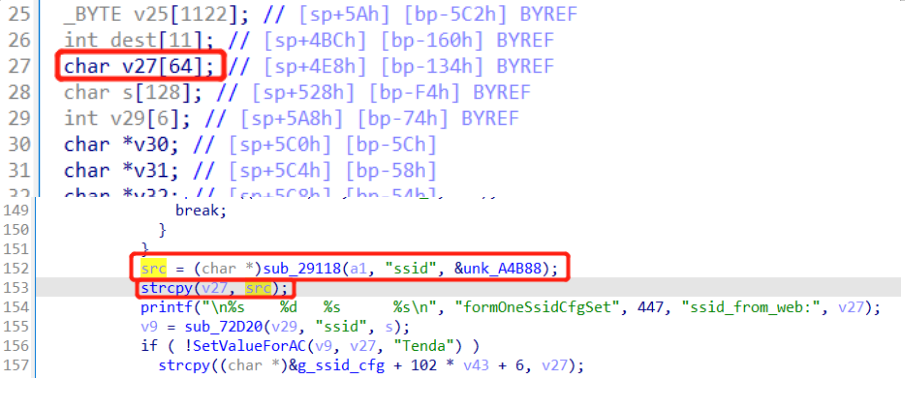 25 _BYTE v25[1122]; // [sp+5Ah] [bp-5C2h] BYREF
26 int dest[11]; // [sp+4BCh] [bp-160h] BYREF
27 char v27[64]; // [sp+4E8h] [bp-134h] BYREF
28 char s[128]; // [sp+528h] [bp-F4h] BYREF
29 int v29[6]; // [sp+5A8h] [bp-74h] BYREF
30 char *v30; // [sp+5C0h] [bp-5Ch]
31 char *v31; // [sp+5C4h] [bp-58h]
32 char *v32; // [sp+5C8h] [bp-54h]
149 break;
150 }
151 }
152 src = (char *)sub_29118(a1, "ssid", &unk_A4B88);
153 strcpy(v27, src);
154 printf("\n%s %d %s %s\n", "formOneSsidCfgSet", 447, "ssid_from_web:", v27);
155 v9 = sub_72D20(v29, "ssid", s);
156 if ( !SetValueForAC(v9, v27, "Tenda") )
157 strcpy((char *)&g_ssid_cfg + 102 * v43 + 6, v27);